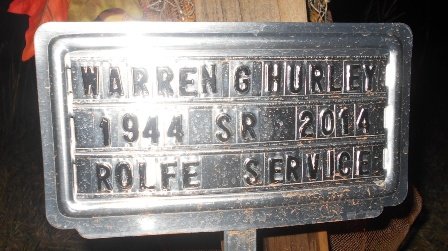 WARREN G HURLEY
1944 SR 2014
ROLFE SERVICE